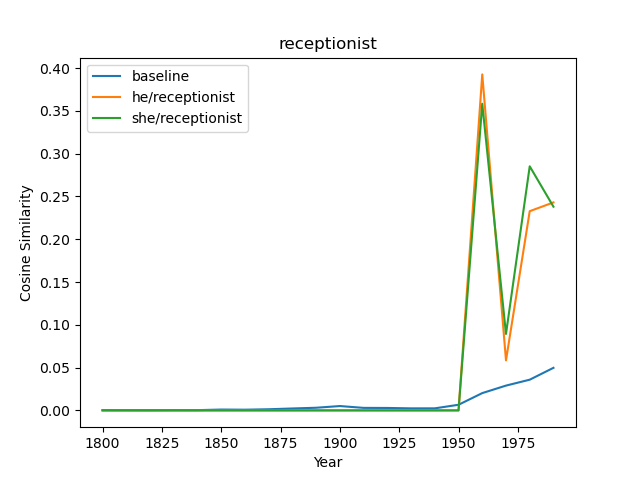 receptionist
baseline
he/receptionist
she/receptionist
0.40
0.35
0.30
0.25
0.20
0.15
0.10
0.05
0.00
Cosine Similarity
1800 1825 1850 1875 1900 1925 1950 1975
Year